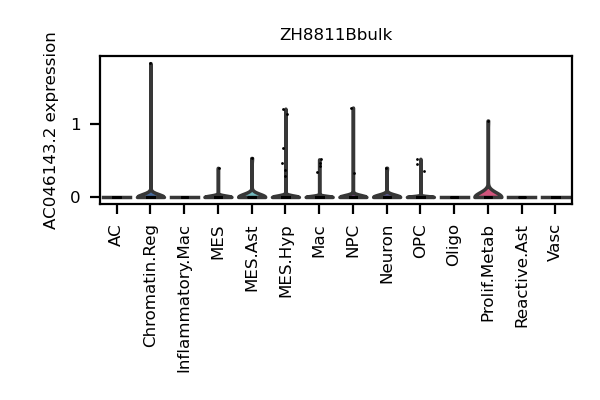 ZH8811Bbulk
AC046143.2 expression
1
0
AC
Chromatin.Reg
Inflammatory.Mac
MES
MES.Ast
MES.Hyp
Mac
NPC
Neuron
OPC
Oligo
Prolif.Metab
Reactive.Ast
Vasc